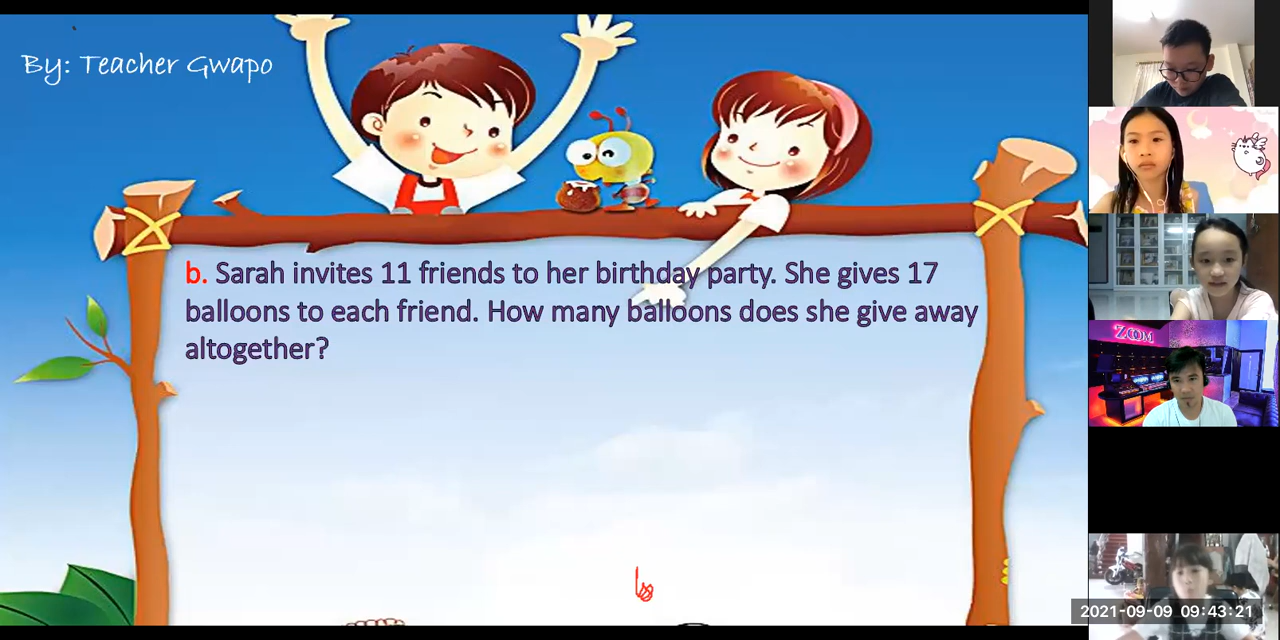 By: Teacher Gwapo
b. Sarah invites 11 friends to her birthday party. She gives 17
balloons to each friend. How many balloons does she give away
altogether?
ZOOM
2021-09-09 09:43:21